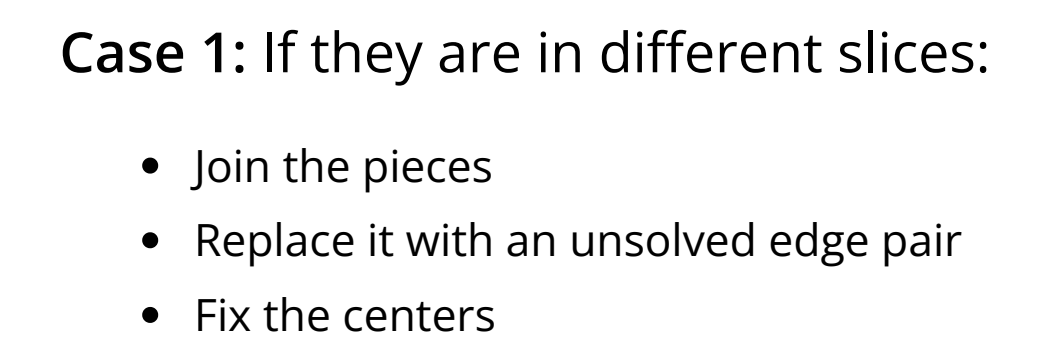 Case 1: If they are in different slices:
• Join the pieces
• Replace it with an unsolved edge pair
• Fix the centers